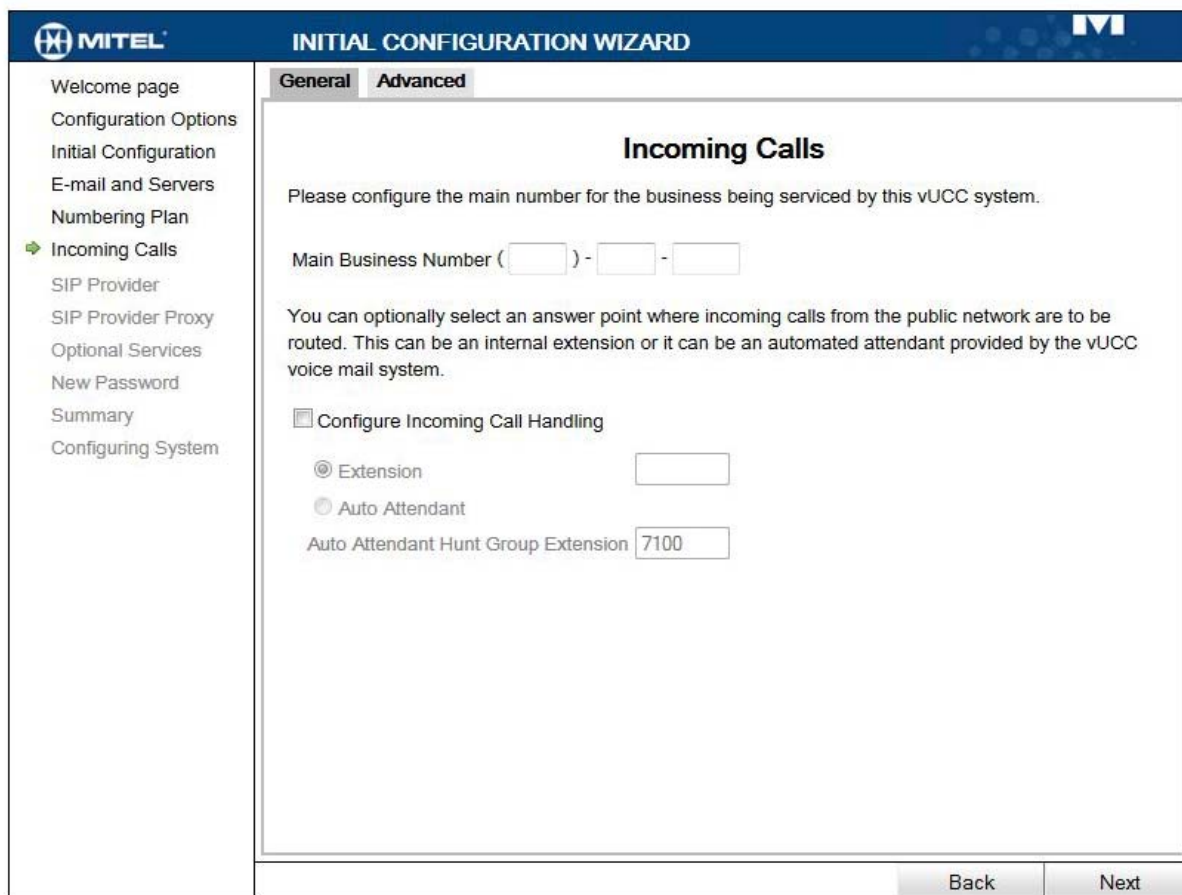 MITEL
INITIAL CONFIGURATION WIZARD
Welcome page
Configuration Options
Initial Configuration
E-mail and Servers
Numbering Plan
Incoming Calls
SIP Provider
SIP Provider Proxy
Optional Services
New Password
Summary
Configuring System
General Advanced
Incoming Calls
Please configure the main number for the business being serviced by this vUCC system.
Main Business Number ( ) - -
You can optionally select an answer point where incoming calls from the public network are to be
routed. This can be an internal extension or it can be an automated attendant provided by the vUCC
voice mail system.
Configure Incoming Call Handling
Extension
Auto Attendant
Auto Attendant Hunt Group Extension 7100
Back Next